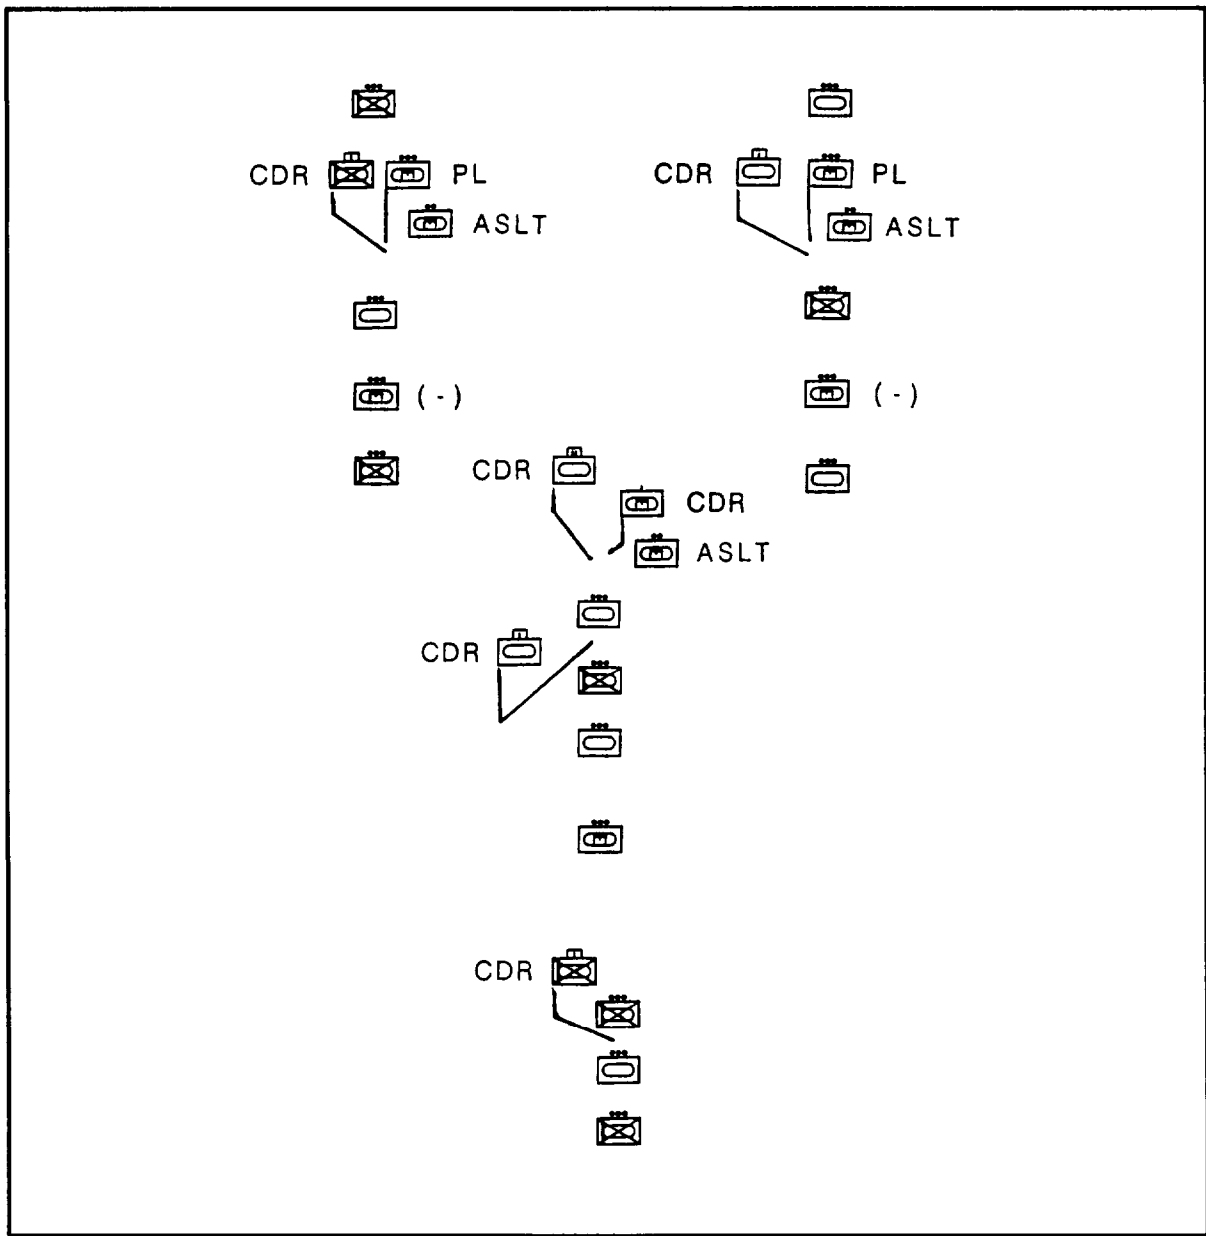 CDR PL CDR PL
ASLT ASLT
(-) (-)
CDR
CDR
ASLT
CDR
CDR